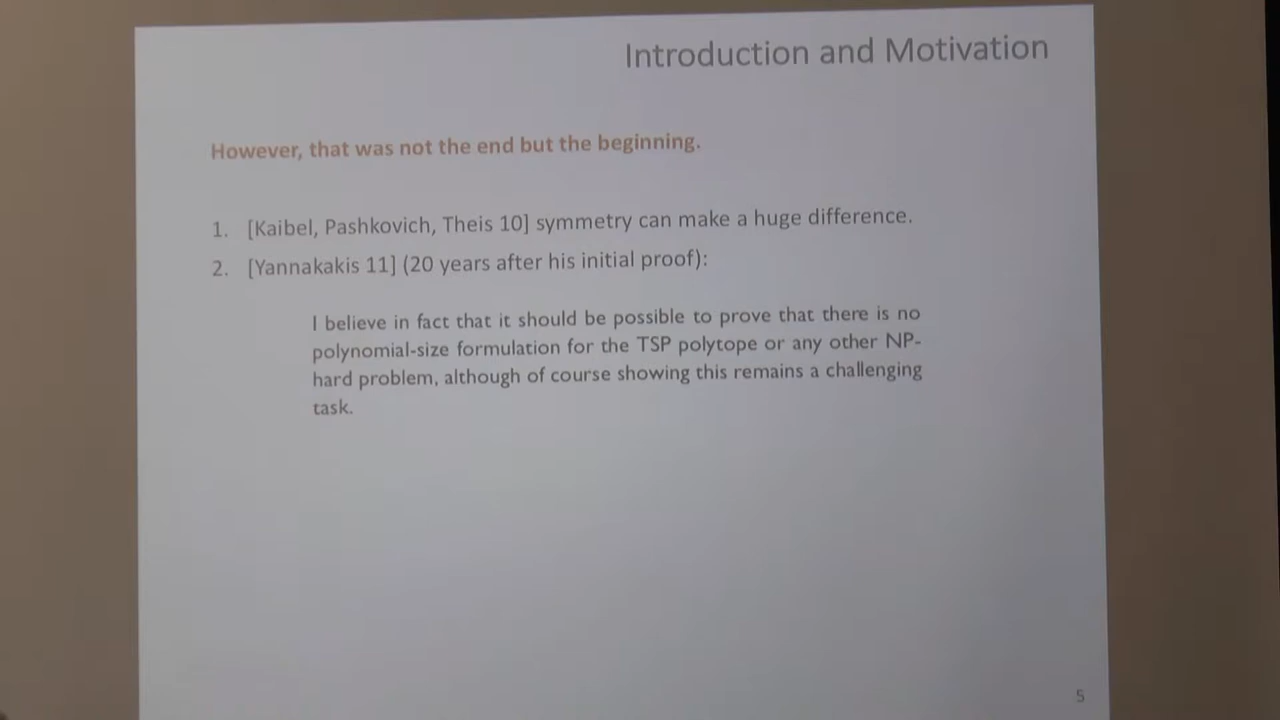 Introduction and Motivation
However, that was not the end but the beginning.
1. [Kaibel, Pashkovich, Theis 10] symmetry can make a huge difference.
2. [Yannakakis 11] (20 years after his initial proof):
I believe in fact that it should be possible to prove that there is no
polynomial-size formulation for the TSP polytope or any other NP-
hard problem, although of course showing this remains a challenging
task.
5